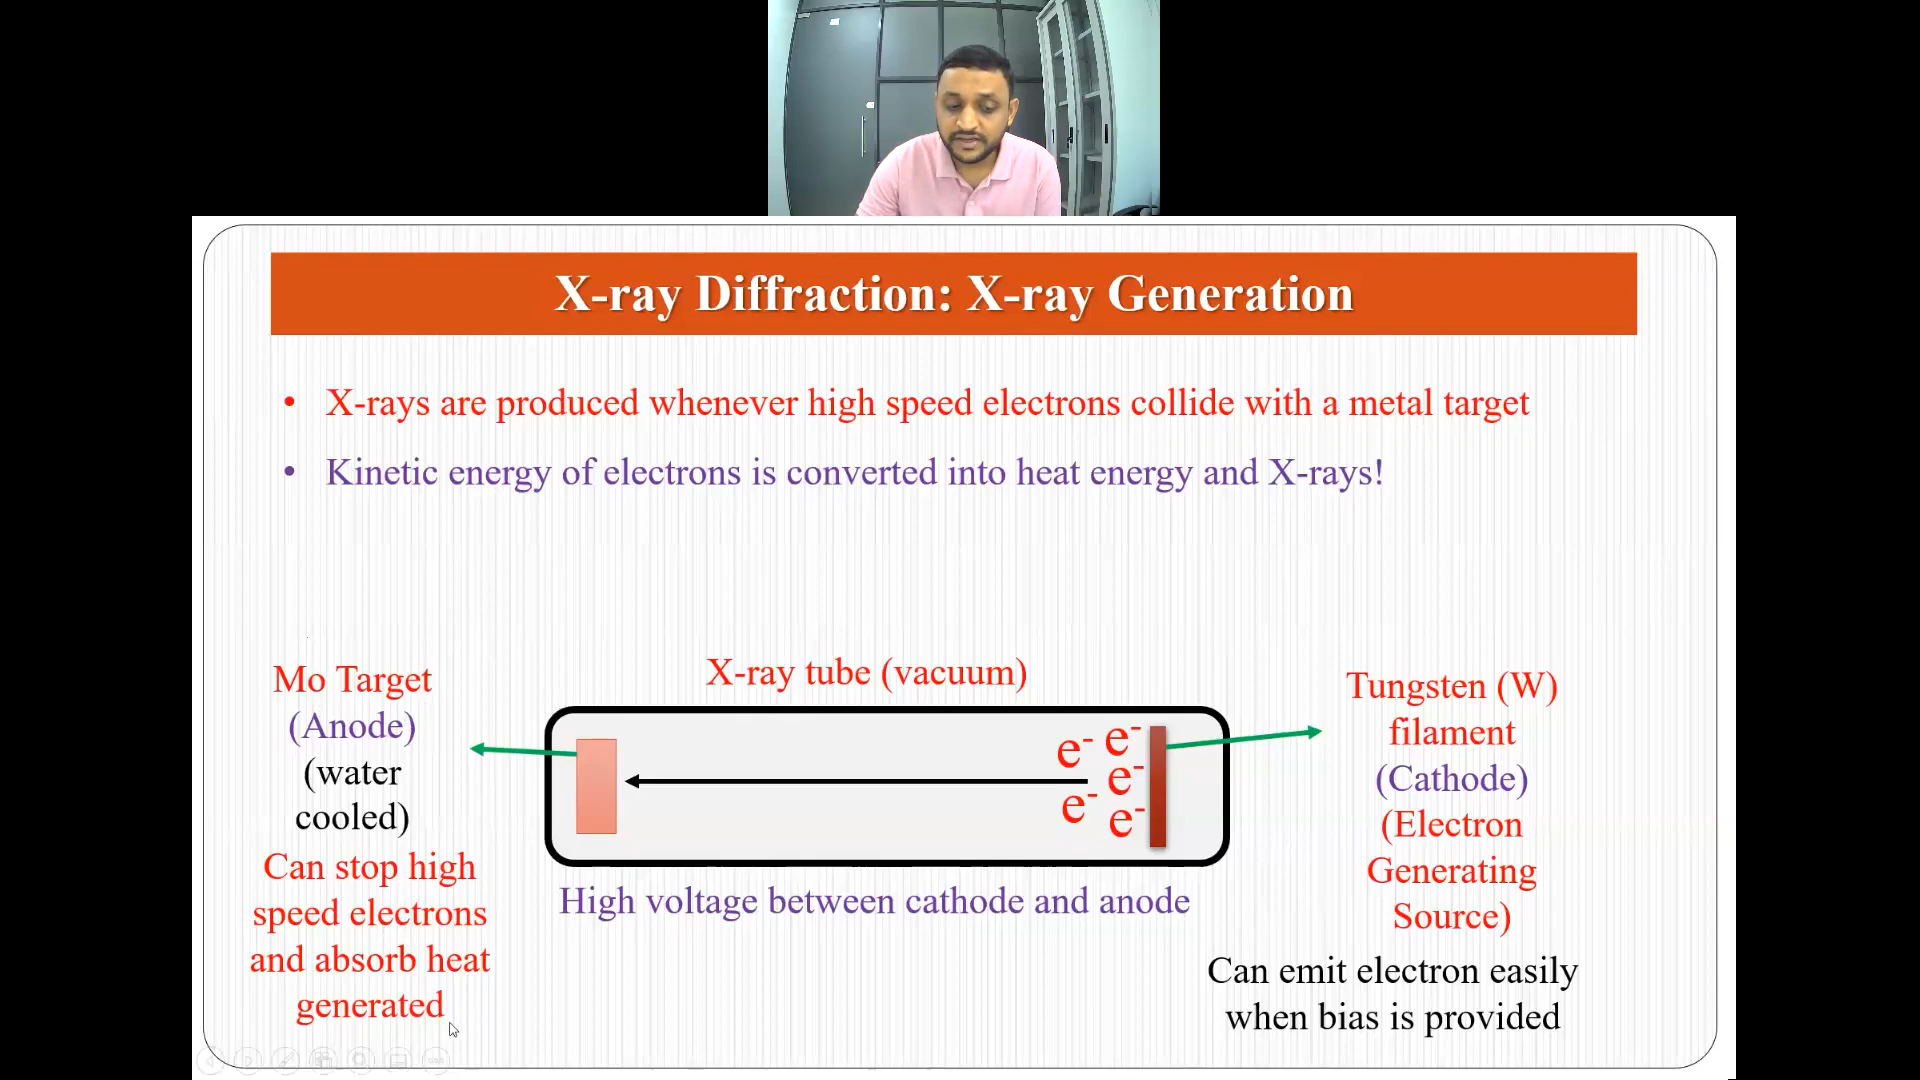 X-ray Diffraction: X-ray Generation
• X-rays are produced whenever high speed electrons collide with a metal target
• Kinetic energy of electrons is converted into heat energy and X-rays!
Mo Target
(Anode)
(water
cooled)
Can stop high
speed electrons
and absorb heat
generated
X-ray tube (vacuum)
e- e-
e-
e- e-
High voltage between cathode and anode
Tungsten (W)
filament
(Cathode)
(Electron
Generating
Source)
Can emit electron easily
when bias is provided